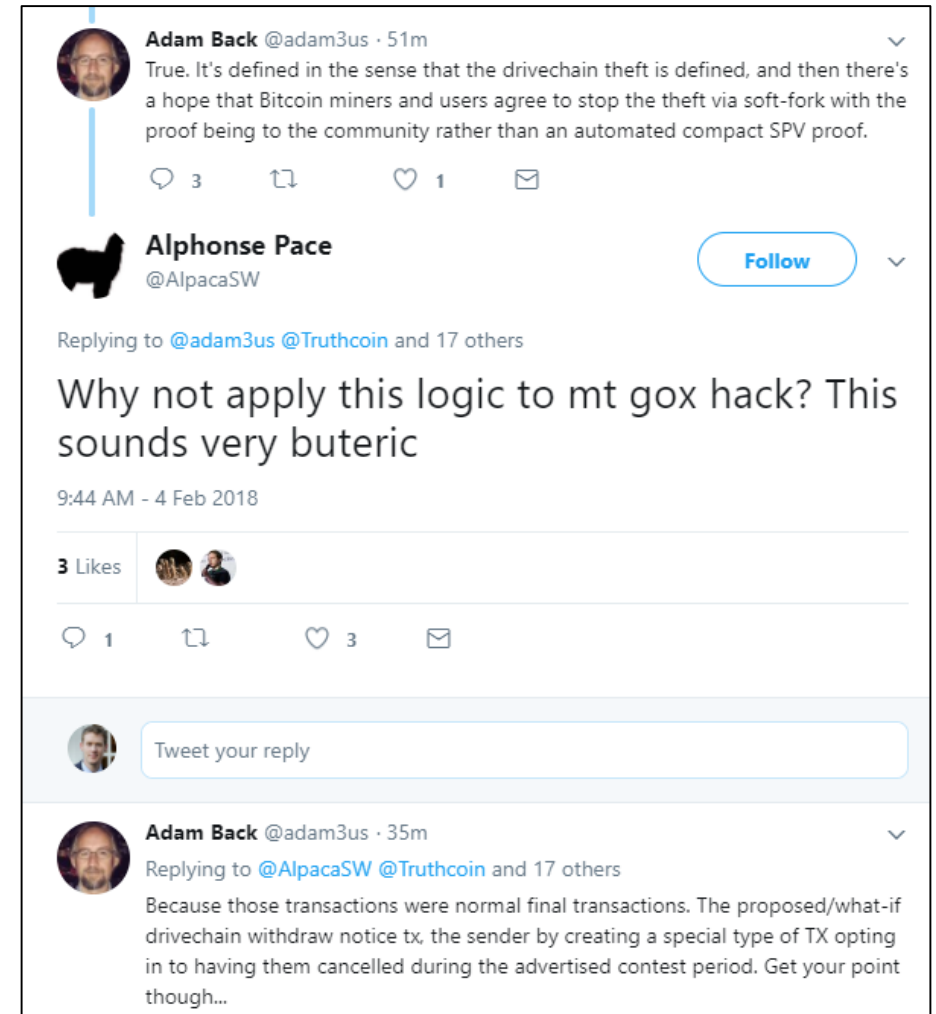 Adam Back @adam3us · 51m
True. It's defined in the sense that the drivechain theft is defined, and then there's
a hope that Bitcoin miners and users agree to stop the theft via soft-fork with the
proof being to the community rather than an automated compact SPV proof.
3 1
Alphonse Pace
@AlpacaSW
Follow
Replying to @adam3us @Truthcoin and 17 others
Why not apply this logic to mt gox hack? This
sounds very buteric
9:44 AM - 4 Feb 2018
3 Likes
1 3
Tweet your reply
Adam Back @adam3us · 35m
Replying to @AlpacaSW @Truthcoin and 17 others
Because those transactions were normal final transactions. The proposed/what-if
drivechain withdraw notice tx, the sender by creating a special type of TX opting
in to having them cancelled during the advertised contest period. Get your point
though...